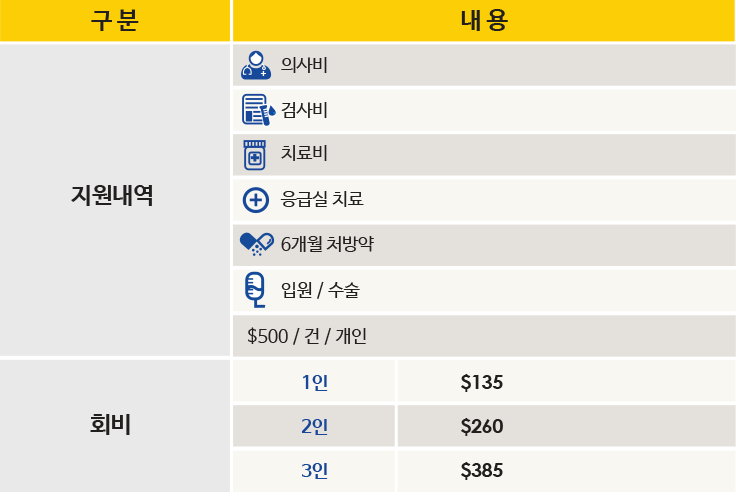 구 분
내 용
지원내역
의사비
검사비
치료비
응급실 치료
6개월 처방약
입원 / 수술
$500 / 건 / 개인
회비
1인 $135
2인 $260
3인 $385